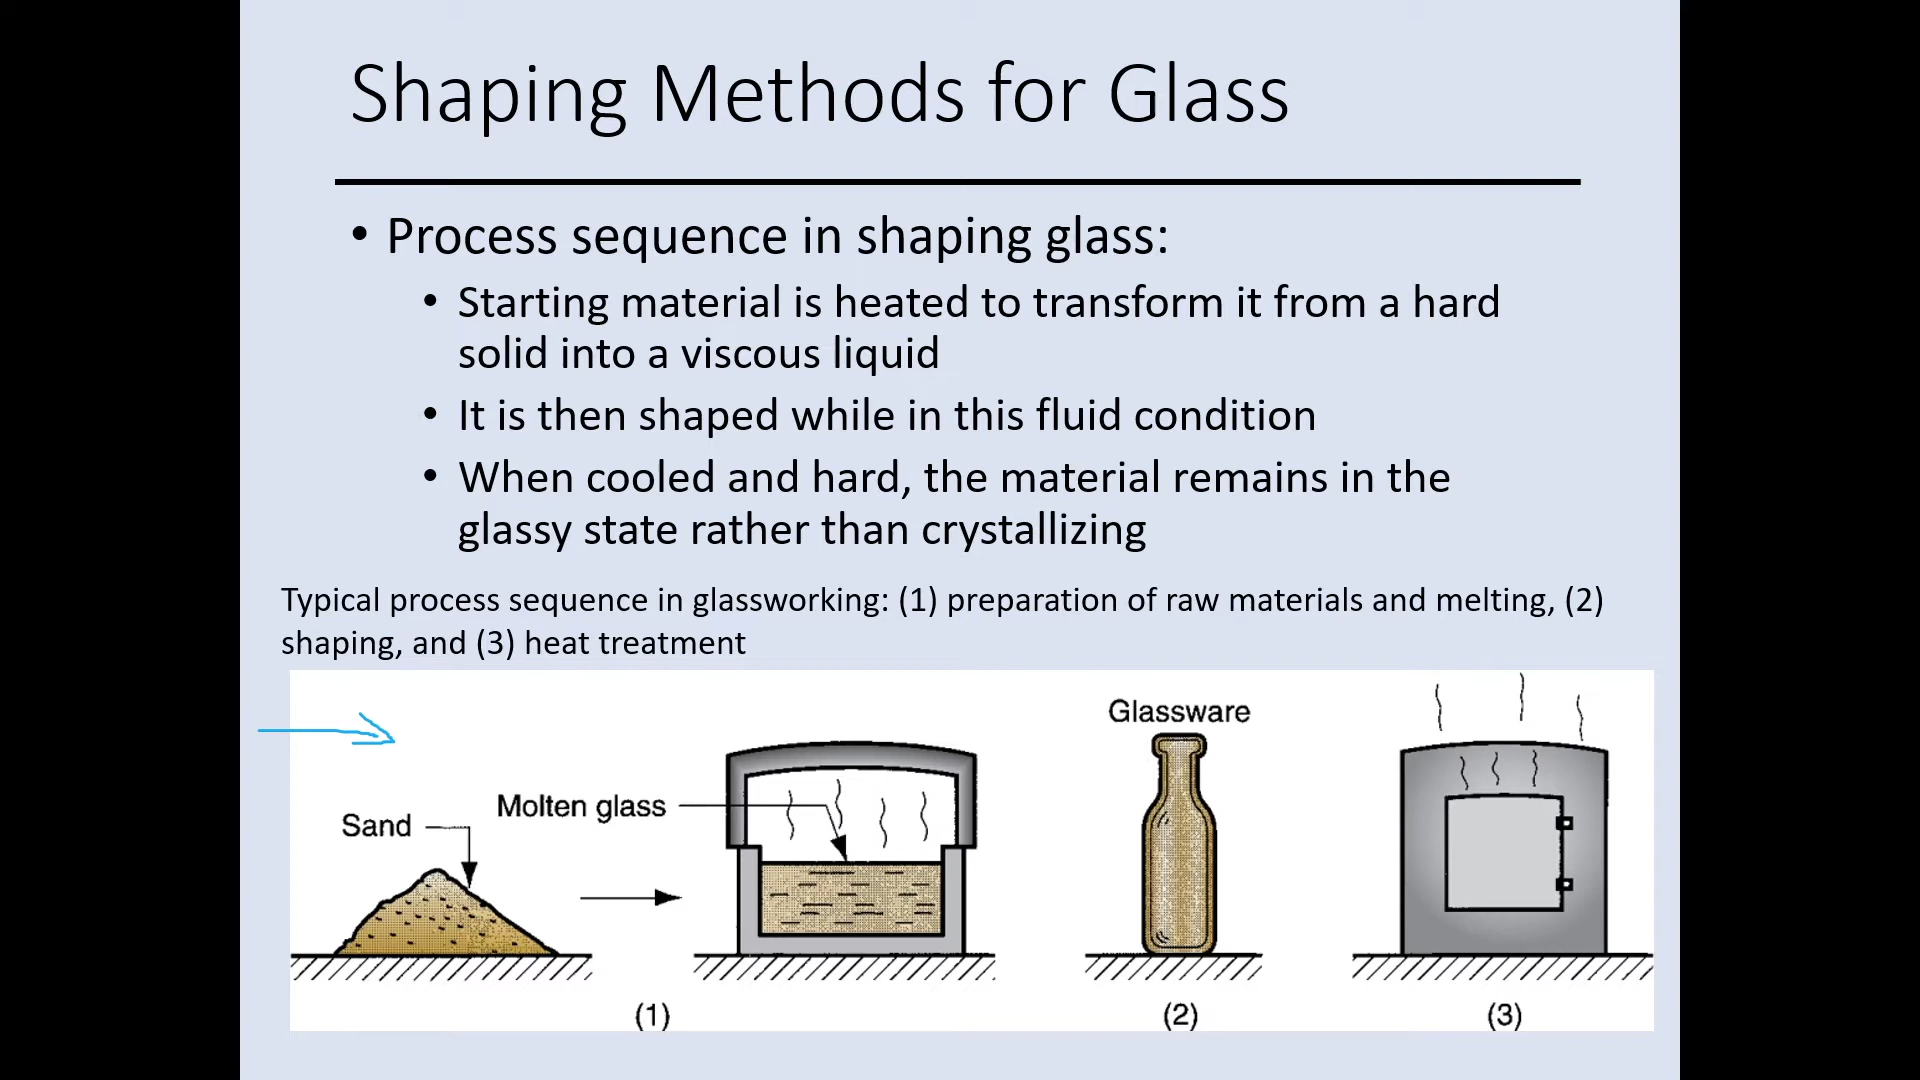 Shaping Methods for Glass
• Process sequence in shaping glass:
• Starting material is heated to transform it from a hard
solid into a viscous liquid
• It is then shaped while in this fluid condition
• When cooled and hard, the material remains in the
glassy state rather than crystallizing
Typical process sequence in glassworking: (1) preparation of raw materials and melting, (2)
shaping, and (3) heat treatment
Glassware
Molten glass
Sand
(1)
(2)
(3)